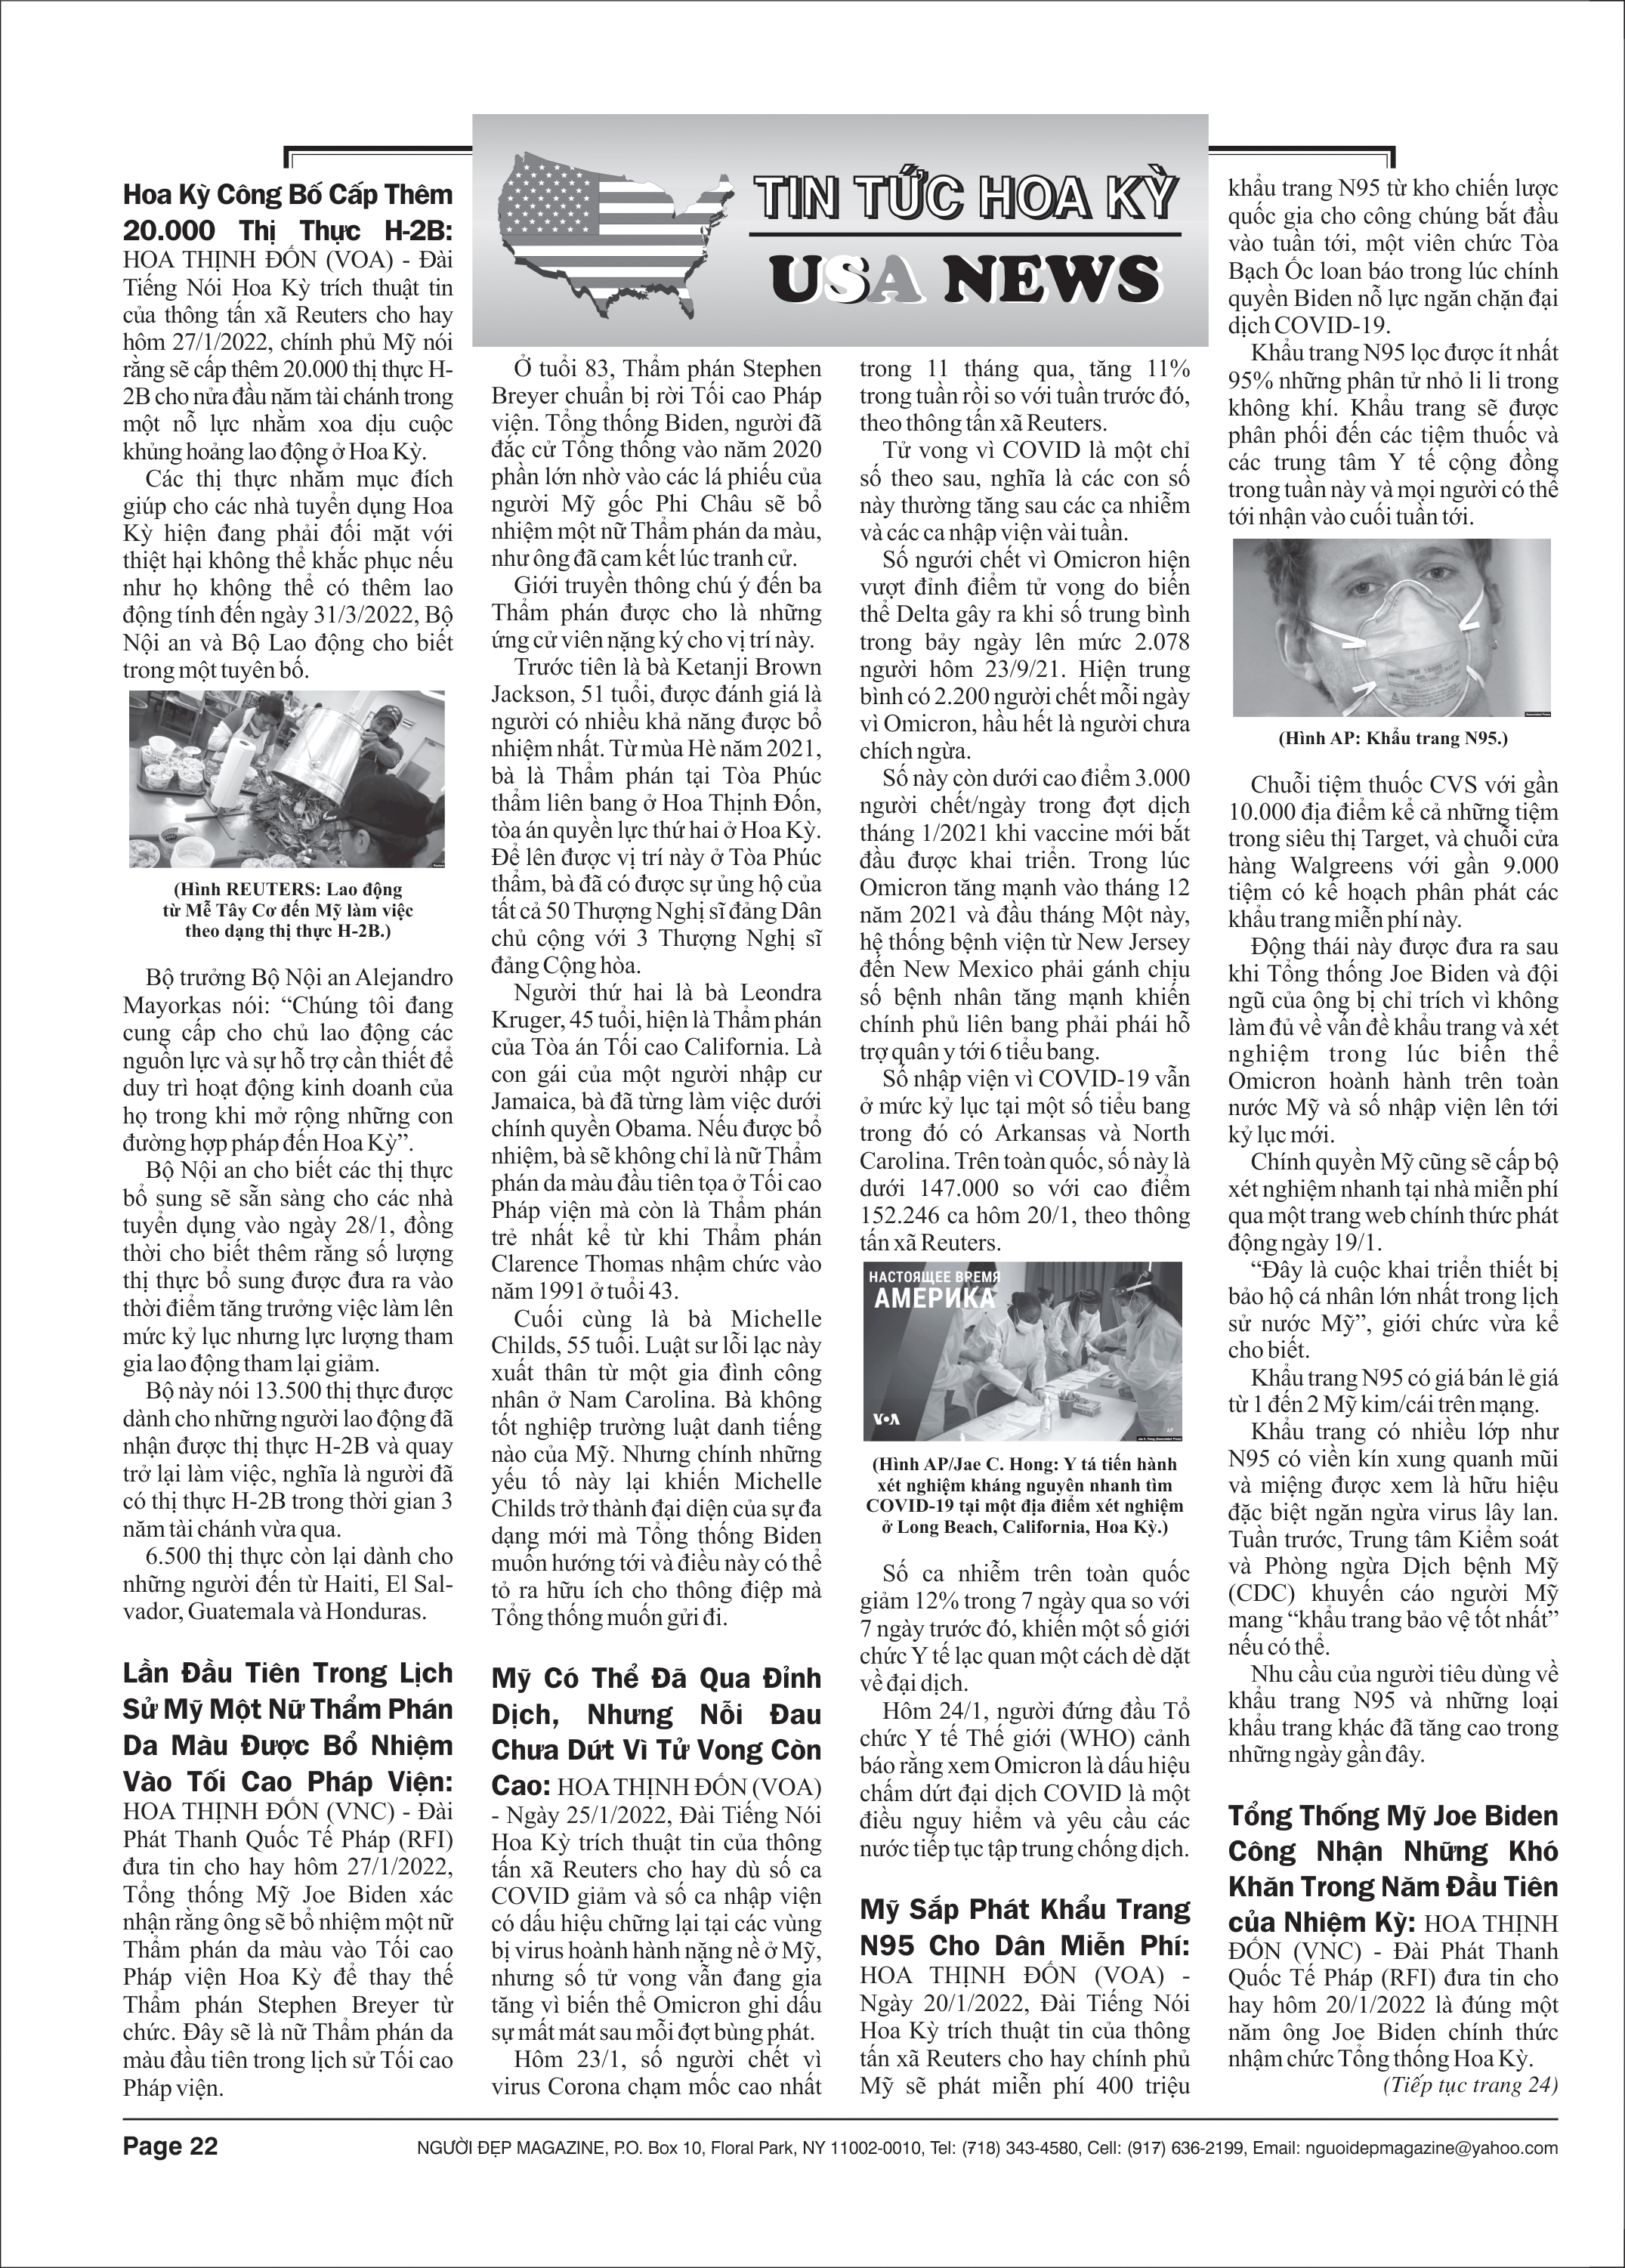 TIN TỨC HOA KỲ
USA NEWS
Hoa Kỳ Công Bố Cấp Thêm
20.000 Thị Thực H-2B:
HOA THỊNH ĐỐN (VOA) - Đài
Tiếng Nói Hoa Kỳ trích thuật tin
của thông tấn xã Reuters cho hay
hôm 27/1/2022, chính phủ Mỹ nói
rằng sẽ cấp thêm 20.000 thị thực H-
2B cho nửa đầu năm tài chánh trong
một nỗ lực nhằm xoa dịu cuộc
khủng hoảng lao động ở Hoa Kỳ.
Các thị thực nhằm mục đích
giúp cho các nhà tuyển dụng Hoa
Kỳ hiện đang phải đối mặt với
thiệt hại không thể khắc phục nếu
như họ không thể có thêm lao
động tính đến ngày 31/3/2022, Bộ
Nội an và Bộ Lao động cho biết
trong một tuyên bố.
(Hình REUTERS: Lao động
từ Mễ Tây Cơ đến Mỹ làm việc
theo dạng thị thực H-2B.)
Bộ trưởng Bộ Nội an Alejandro
Mayorkas nói: “Chúng tôi đang
cung cấp cho chủ lao động các
nguồn lực và sự hỗ trợ cần thiết để
duy trì hoạt động kinh doanh của
họ trong khi mở rộng những con
đường hợp pháp đến Hoa Kỳ”.
Bộ Nội an cho biết các thị thực
bổ sung sẽ sẵn sàng cho các nhà
tuyển dụng vào ngày 28/1, đồng
thời cho biết thêm rằng số lượng
thị thực bổ sung được đưa ra vào
thời điểm tăng trưởng việc làm lên
mức kỷ lục nhưng lực lượng tham
gia lao động tham lại giảm.
Bộ này nói 13.500 thị thực được
dành cho những người lao động đã
nhận được thị thực H-2B và quay
trở lại làm việc, nghĩa là người đã
có thị thực H-2B trong thời gian 3
năm tài chánh vừa qua.
6.500 thị thực còn lại dành cho
những người đến từ Haiti, El Sal-
vador, Guatemala và Honduras.
Lần Đầu Tiên Trong Lịch
Sử Mỹ Một Nữ Thẩm Phán
Da Màu Được Bổ Nhiệm
Vào Tối Cao Pháp Viện:
HOA THỊNH ĐỐN (VNC) - Đài
Phát Thanh Quốc Tế Pháp (RFI)
đưa tin cho hay hôm 27/1/2022,
Tổng thống Mỹ Joe Biden xác
nhận rằng ông sẽ bổ nhiệm một nữ
Thẩm phán da màu vào Tối cao
Pháp viện Hoa Kỳ để thay thế
Thẩm phán Stephen Breyer từ
chức. Đây sẽ là nữ Thẩm phán da
màu đầu tiên trong lịch sử Tối cao
Pháp viện.
Ở tuổi 83, Thẩm phán Stephen
Breyer chuẩn bị rời Tối cao Pháp
viện. Tổng thống Biden, người đã
đắc cử Tổng thống vào năm 2020
phần lớn nhờ vào các lá phiếu của
người Mỹ gốc Phi Châu sẽ bổ
nhiệm một nữ Thẩm phán da màu,
như ông đã cam kết lúc tranh cử.
Giới truyền thông chú ý đến ba
Thẩm phán được cho là những
ứng cử viên nặng ký cho vị trí này.
Trước tiên là bà Ketanji Brown
Jackson, 51 tuổi, được đánh giá là
người có nhiều khả năng được bổ
nhiệm nhất. Từ mùa Hè năm 2021,
bà là Thẩm phán tại Tòa Phúc
thẩm liên bang ở Hoa Thịnh Đốn,
tòa án quyền lực thứ hai ở Hoa Kỳ.
Để lên được vị trí này ở Tòa Phúc
thẩm, bà đã có được sự ủng hộ của
tất cả 50 Thượng Nghị sĩ đảng Dân
chủ cộng với 3 Thượng Nghị sĩ
đảng Cộng hòa.
Người thứ hai là bà Leondra
Kruger, 45 tuổi, hiện là Thẩm phán
của Tòa án Tối cao California. Là
con gái của một người nhập cư
Jamaica, bà đã từng làm việc dưới
chính quyền Obama. Nếu được bổ
nhiệm, bà sẽ không chỉ là nữ Thẩm
phán da màu đầu tiên tọa ở Tối cao
Pháp viện mà còn là Thẩm phán
trẻ nhất kể từ khi Thẩm phán
Clarence Thomas nhậm chức vào
năm 1991 ở tuổi 43.
Cuối cùng là bà Michelle
Childs, 55 tuổi. Luật sư lỗi lạc này
xuất thân từ một gia đình công
nhân ở Nam Carolina. Bà không
tốt nghiệp trường luật danh tiếng
nào của Mỹ. Nhưng chính những
yếu tố này lại khiến Michelle
Childs trở thành đại diện của sự đa
dạng mới mà Tổng thống Biden
muốn hướng tới và điều này có thể
tỏ ra hữu ích cho thông điệp mà
Tổng thống muốn gửi đi.
Mỹ Có Thể Đã Qua Đỉnh
Dịch, Nhưng Nỗi Đau
Chưa Dứt Vì Tử Vong Còn
Cao: HOA THỊNH ĐỐN (VOA)
- Ngày 25/1/2022, Đài Tiếng Nói
Hoa Kỳ trích thuật tin của thông
tấn xã Reuters cho hay dù số ca
COVID giảm và số ca nhập viện
có dấu hiệu chững lại tại các vùng
bị virus hoành hành nặng nề ở Mỹ,
nhưng số tử vong vẫn đang gia
tăng vì biến thể Omicron ghi dấu
sự mất mát sau mỗi đợt bùng phát.
Hôm 23/1, số người chết vì
virus Corona chạm mốc cao nhất
trong 11 tháng qua, tăng 11%
trong tuần rồi so với tuần trước đó,
theo thông tấn xã Reuters.
Tử vong vì COVID là một chỉ
số theo sau, nghĩa là các con số
này thường tăng sau các ca nhiễm
và các ca nhập viện vài tuần.
Số ngưới chết vì Omicron hiện
vượt đỉnh điểm tử vong do biến
thể Delta gây ra khi số trung bình
trong bảy ngày lên mức 2.078
người hôm 23/9/21. Hiện trung
bình có 2.200 người chết mỗi ngày
vì Omicron, hầu hết là người chưa
chích ngừa.
Số này còn dưới cao điểm 3.000
người chết/ngày trong đợt dịch
tháng 1/2021 khi vaccine mới bắt
đầu được khai triển. Trong lúc
Omicron tăng mạnh vào tháng 12
năm 2021 và đầu tháng Một này,
hệ thống bệnh viện từ New Jersey
đến New Mexico phải gánh chịu
số bệnh nhân tăng mạnh khiến
chính phủ liên bang phải phái hỗ
trợ quân y tới 6 tiểu bang.
Số nhập viện vì COVID-19 vẫn
ở mức kỷ lục tại một số tiểu bang
trong đó có Arkansas và North
Carolina. Trên toàn quốc, số này là
dưới 147.000 so với cao điểm
152.246 ca hôm 20/1, theo thông
tấn xã Reuters.
НАСТОЯЩЕЕ ВРЕМЯ
АМЕРИКА
VOA
(Hình AP/Jae C. Hong: Y tá tiến hành
xét nghiệm kháng nguyên nhanh tìm
COVID-19 tại một địa điểm xét nghiệm
ở Long Beach, California, Hoa Kỳ.)
Số ca nhiễm trên toàn quốc
giảm 12% trong 7 ngày qua so với
7 ngày trước đó, khiến một số giới
chức Y tế lạc quan một cách dè dặt
về đại dịch.
Hôm 24/1, người đứng đầu Tổ
chức Y tế Thế giới (WHO) cảnh
báo rằng xem Omicron là dấu hiệu
chấm dứt đại dịch COVID là một
điều nguy hiểm và yêu cầu các
nước tiếp tục tập trung chống dịch.
Mỹ Sắp Phát Khẩu Trang
N95 Cho Dân Miễn Phí:
HOA THỊNH ĐỐN (VOA) -
Ngày 20/1/2022, Đài Tiếng Nói
Hoa Kỳ trích thuật tin của thông
tấn xã Reuters cho hay chính phủ
Mỹ sẽ phát miễn phí 400 triệu
khẩu trang N95 từ kho chiến lược
quốc gia cho công chúng bắt đầu
vào tuần tới, một viên chức Tòa
Bạch Ốc loan báo trong lúc chính
quyền Biden nỗ lực ngăn chặn đại
dịch COVID-19.
Khẩu trang N95 lọc được ít nhất
95% những phân tử nhỏ li li trong
không khí. Khẩu trang sẽ được
phân phối đến các tiệm thuốc và
các trung tâm Y tế cộng đồng
trong tuần này và mọi người có thể
tới nhận vào cuối tuần tới.
(Hình AP: Khẩu trang N95.)
Chuỗi tiệm thuốc CVS với gần
10.000 địa điểm kể cả những tiệm
trong siêu thị Target, và chuỗi cửa
hàng Walgreens với gần 9.000
tiệm có kế hoạch phân phát các
khẩu trang miễn phí này.
Động thái này được đưa ra sau
khi Tổng thống Joe Biden và đội
ngũ của ông bị chỉ trích vì không
làm đủ về vấn đề khẩu trang và xét
nghiệm trong lúc biến thể
Omicron hoành hành trên toàn
nước Mỹ và số nhập viện lên tới
kỷ lục mới.
Chính quyền Mỹ cũng sẽ cấp bộ
xét nghiệm nhanh tại nhà miễn phí
qua một trang web chính thức phát
động ngày 19/1.
“Đây là cuộc khai triển thiết bị
bảo hộ cá nhân lớn nhất trong lịch
sử nước Mỹ”, giới chức vừa kể
cho biết.
Khẩu trang N95 có giá bán lẻ giá
từ 1 đến 2 Mỹ kim/cái trên mạng.
Khẩu trang có nhiều lớp như
N95 có viền kín xung quanh mũi
và miệng được xem là hữu hiệu
đặc biệt ngăn ngừa virus lây lan.
Tuần trước, Trung tâm Kiểm soát
và Phòng ngừa Dịch bệnh Mỹ
(CDC) khuyến cáo người Mỹ
mang “khẩu trang bảo vệ tốt nhất”
nếu có thể.
Nhu cầu của người tiêu dùng về
khẩu trang N95 và những loại
khẩu trang khác đã tăng cao trong
những ngày gần đây.
Tổng Thống Mỹ Joe Biden
Công Nhận Những Khó
Khăn Trong Năm Đầu Tiên
của Nhiệm Kỳ: HOA THỊNH
ĐỐN (VNC) - Đài Phát Thanh
Quốc Tế Pháp (RFI) đưa tin cho
hay hôm 20/1/2022 là đúng một
năm ông Joe Biden chính thức
nhậm chức Tổng thống Hoa Kỳ.
(Tiếp tục trang 24)
Page 22
NGƯỜI ĐẸP MAGAZINE, P.O. Box 10, Floral Park, NY 11002-0010, Tel: (718) 343-4580, Cell: (917) 636-2199, Email: nguoidepmagazine@yahoo.com